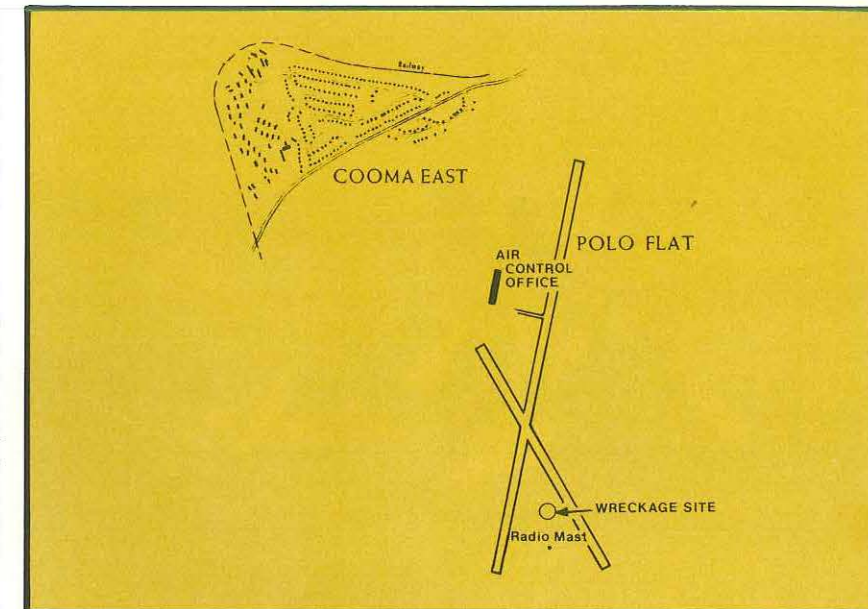 Railway
COOMA EAST
POLO FLAT
AIR
CONTROL
OFFICE
WRECKAGE SITE
Radio Mast